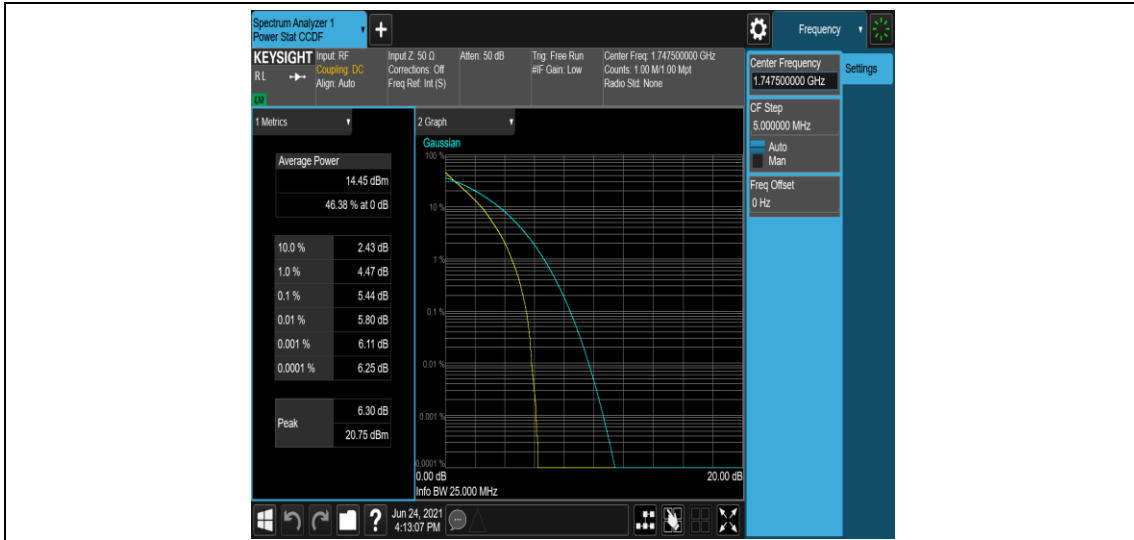 Spectrum Analyzer 1
Power Stat CCDF
+
Frequency
KEYSIGHT
RL
LXI
Input: RF
Coupling: DC
Align: Auto
Input Z: 50 Ω
Corrections: Off
Freq Ref: Int (S)
Atten: 50 dB
Trig: Free Run
#IF Gain: Low
Center Freq: 1.747500000 GHz
Counts: 1.00 M/1.00 Mpt
Radio Std: None
Center Frequency
1.747500000 GHz
Settings
CF Step
5.000000 MHz
Auto
Man
Freq Offset
0 Hz
1 Metrics
Average Power
14.45 dBm
46.38 % at 0 dB
10.0 % 2.43 dB
1.0 % 4.47 dB
0.1 % 5.44 dB
0.01 % 5.80 dB
0.001 % 6.11 dB
0.0001 % 6.25 dB
Peak
6.30 dB
20.75 dBm
2 Graph
Gaussian
100 %
10 %
1 %
0.1 %
0.01 %
0.001 %
0.0001 %
0.00 dB 20.00 dB
Info BW 25.000 MHz
?
Jun 24, 2021
4:13:07 PM